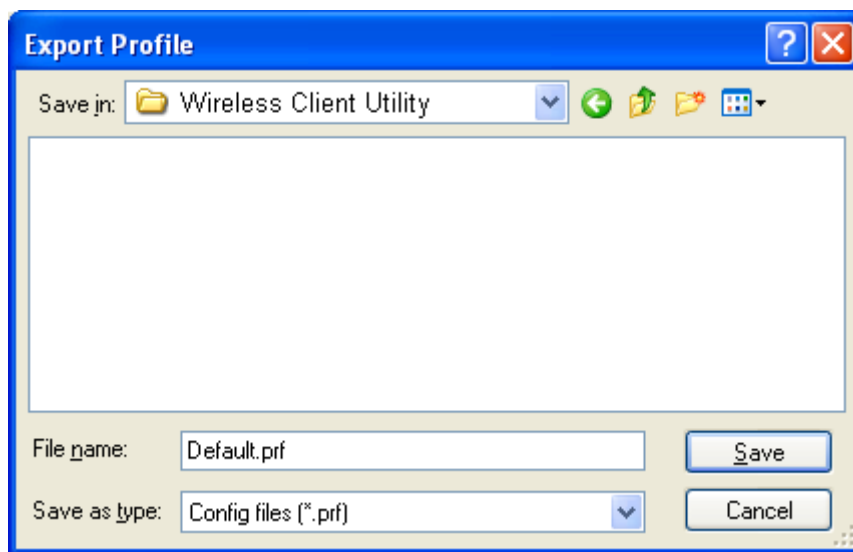 Export Profile
Save in: Wireless Client Utility
File name: Default.prf Save
Save as type: Config files (*.prf) Cancel